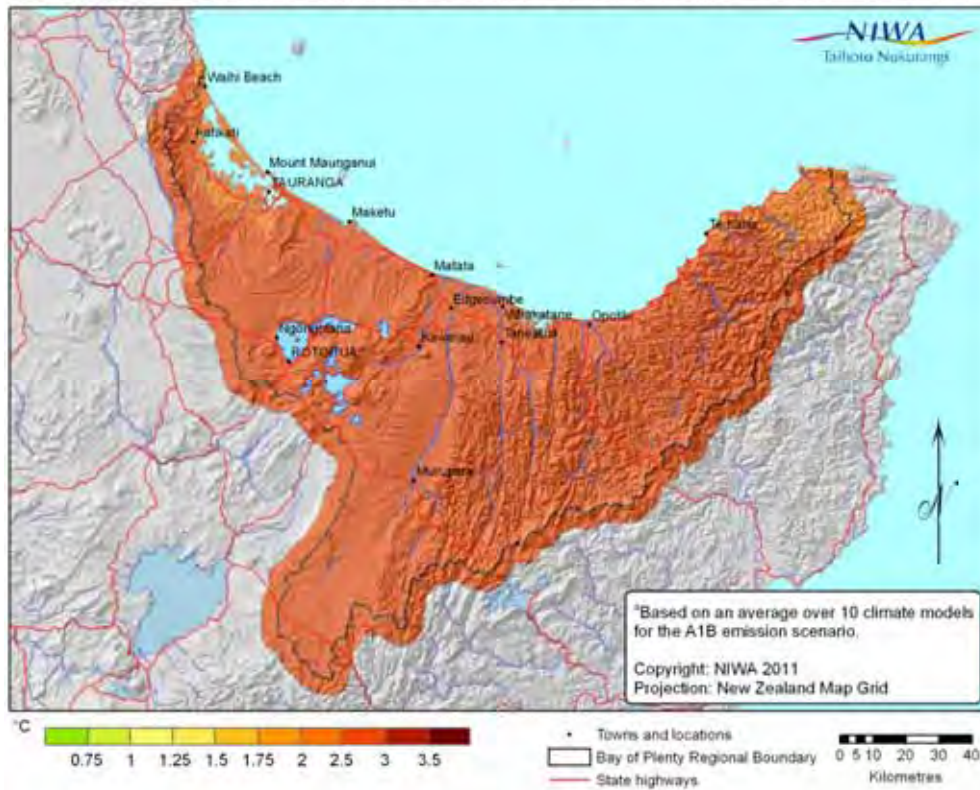 NIWA
Taihoro Nukurangi
Waihi Beach
Katikati
Mount Maunganui
TAURANGA
Maketu
Te Kaha
Matata
Edgecumbe
Whakatane
Opotiki
Taneatua
Kawerau
Ngongotaha
ROTORUA
Murupara
N
"Based on an average over 10 climate models
for the A1B emission scenario.
Copyright: NIWA 2011
Projection: New Zealand Map Grid
°C
0.75 1 1.25 1.5 1.75 2 2.25 2.5 3 3.5
Towns and locations
Bay of Plenty Regional Boundary
State highways
0 5 10 20 30 40
Kilometres